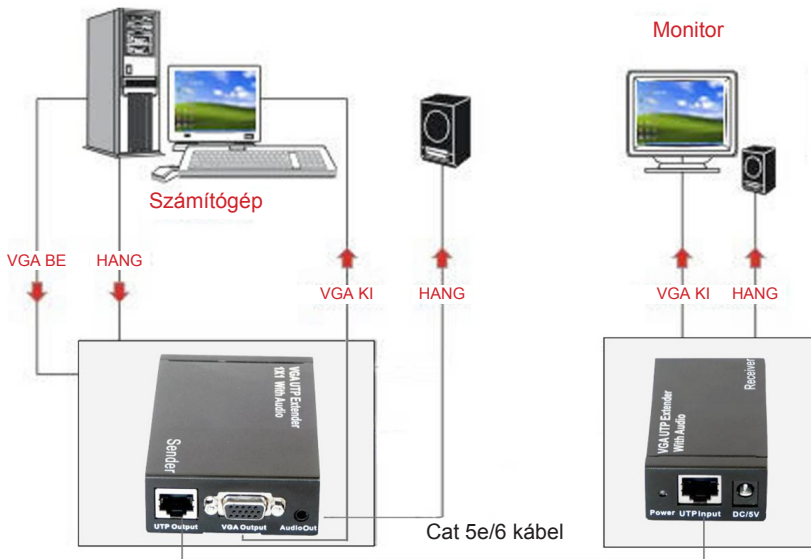 Monitor
Számítógép
VGA BE
HANG
VGA KI
HANG
VGA KI
HANG
VGA UTP Extender
1X1 With Audio
Sender
UTP Output
VGA Output
AudioOut
Cat 5e/6 kábel
Receiver
VGA UTP Extender
With Audio
Power
UTP Input
DC/5V